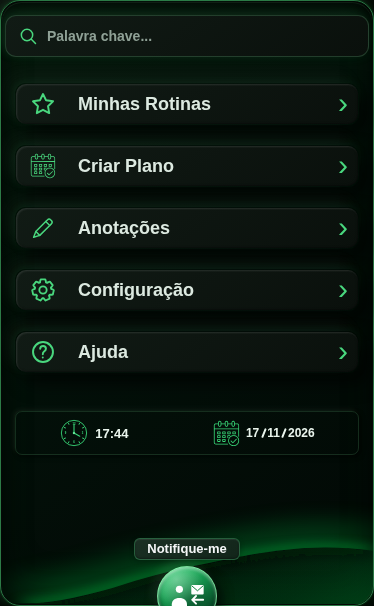 Palavra chave...
Minhas Rotinas
Criar Plano
Anotações
Configuração
Ajuda
17:44
17/11/2026
Notifique-me